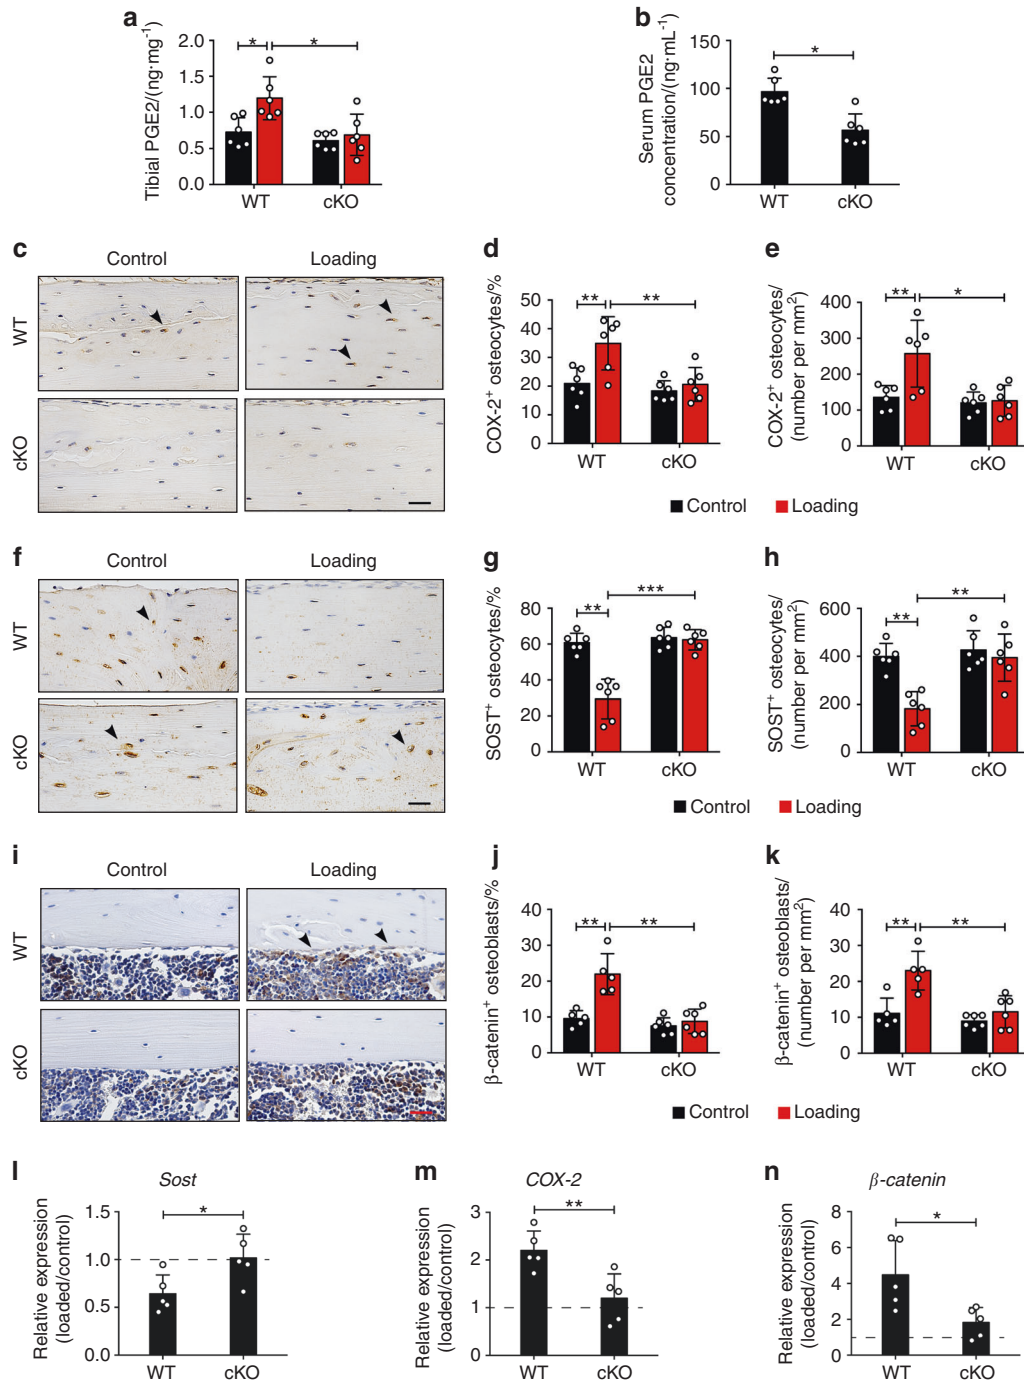 a
Tibial PGE2/(ng·mg⁻¹)
2.0
1.5
1.0
0.5
0.0
* *
WT cKO
b
Serum PGE2
concentration/(ng·mL⁻¹)
150
100
50
0
*
WT cKO
c
Control Loading
WT
cKO
d
COX-2⁺ osteocytes/%
50
40
30
20
10
0
** **
WT cKO
e
COX-2⁺ osteocytes/
(number per mm²)
400
300
200
100
0
** *
WT cKO
Control Loading
f
Control Loading
WT
cKO
g
SOST⁺ osteocytes/%
80
60
40
20
0
** ***
WT cKO
h
SOST⁺ osteocytes/
(number per mm²)
600
400
200
0
** **
WT cKO
Control Loading
i
Control Loading
WT
cKO
j
β-catenin⁺ osteoblasts/%
40
30
20
10
0
** **
WT cKO
k
β-catenin⁺ osteoblasts/
(number per mm²)
40
30
20
10
0
** **
WT cKO
Control Loading
l
Sost
Relative expression
(loaded/control)
1.5
1.0
0.5
0.0
*
WT cKO
m
COX-2
Relative expression
(loaded/control)
3
2
1
0
**
WT cKO
n
β-catenin
Relative expression
(loaded/control)
8
6
4
2
0
*
WT cKO